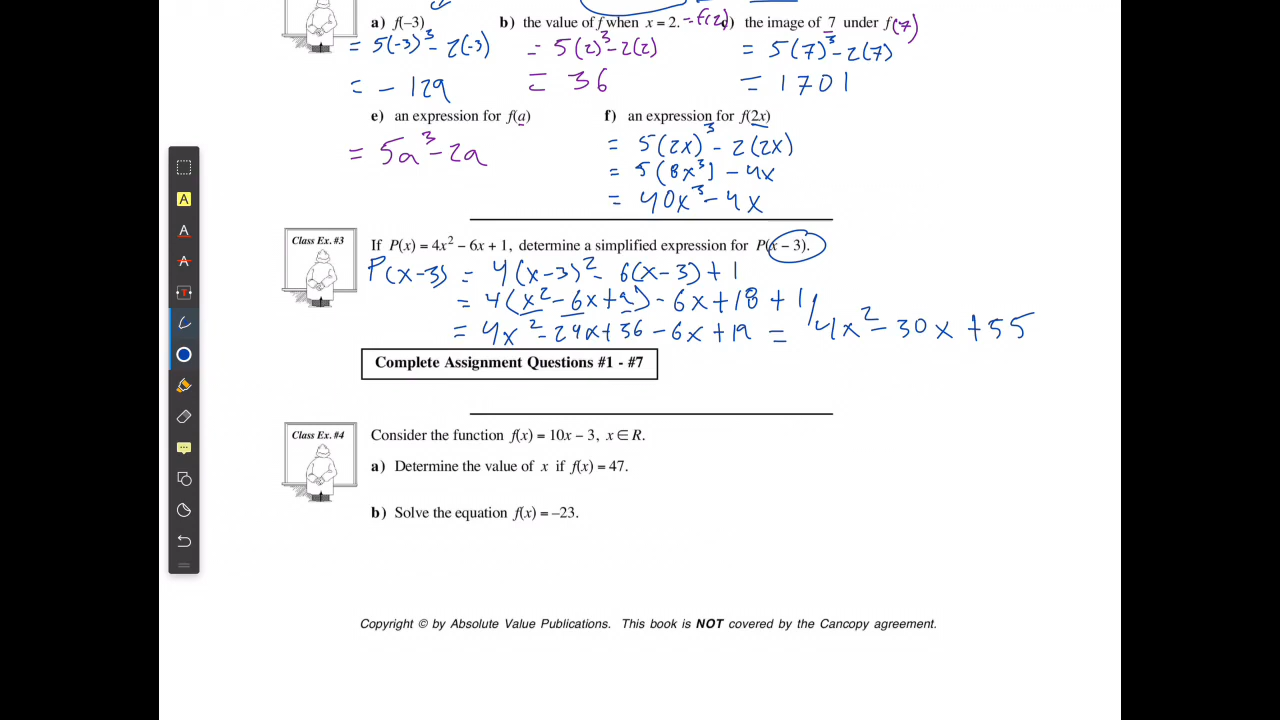 a) f(−3) b) the value of f when x = 2. = f(2) c) the image of 7 under f (7)
= 5(-3)³ - 2(-3) = 5(2)³ - 2(2) = 5(7)³ - 2(7)
= - 129 = 36 = 1701
e) an expression for f(a) f) an expression for f(2x)
= 5a³ - 2a = 5(2x)³ - 2(2x)
= 5(8x³) - 4x
= 40x³ - 4x
Class Ex. #3 If P(x) = 4x² − 6x + 1, determine a simplified expression for P(x − 3).
P(x-3) = 4(x-3)² - 6(x-3) + 1
= 4(x² - 6x + 9) - 6x + 18 + 1
= 4x² - 24x + 36 - 6x + 19 = 4x² - 30x + 55
Complete Assignment Questions #1 - #7
Class Ex. #4 Consider the function f(x) = 10x − 3, x ∈ R.
a) Determine the value of x if f(x) = 47.
b) Solve the equation f(x) = −23.
Copyright © by Absolute Value Publications. This book is NOT covered by the Cancopy agreement.
A
A
A
T